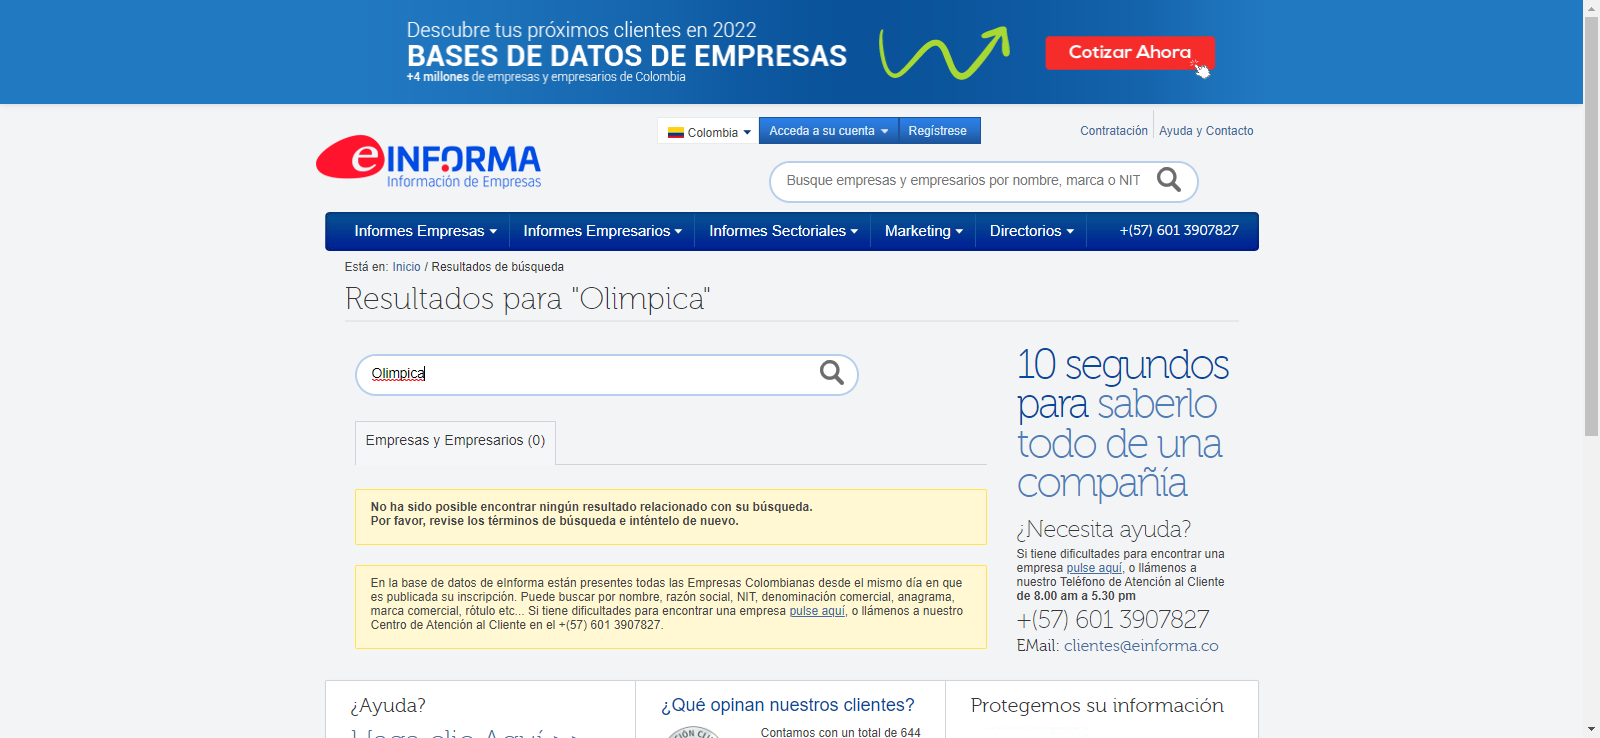 Descubre tus próximos clientes en 2022
BASES DE DATOS DE EMPRESAS
+4 millones de empresas y empresarios de Colombia
Cotizar Ahora
Colombia
Acceda a su cuenta
Regístrese
Contratación
Ayuda y Contacto
eINFORMA
Información de Empresas
Busque empresas y empresarios por nombre, marca o NIT
Informes Empresas
Informes Empresarios
Informes Sectoriales
Marketing
Directorios
+(57) 601 3907827
Está en: Inicio / Resultados de búsqueda
Resultados para "Olimpica"
Olimpica
Empresas y Empresarios (0)
No ha sido posible encontrar ningún resultado relacionado con su búsqueda.
Por favor, revise los términos de búsqueda e inténtelo de nuevo.
En la base de datos de eInforma están presentes todas las Empresas Colombianas desde el mismo día en que
es publicada su inscripción. Puede buscar por nombre, razón social, NIT, denominación comercial, anagrama,
marca comercial, rótulo etc... Si tiene dificultades para encontrar una empresa pulse aquí, o llámenos a nuestro
Centro de Atención al Cliente en el +(57) 601 3907827.
10 segundos
para saberlo
todo de una
compañía
¿Necesita ayuda?
Si tiene dificultades para encontrar una
empresa pulse aquí, o llámenos a
nuestro Teléfono de Atención al Cliente
de 8.00 am a 5.30 pm
+(57) 601 3907827
EMail: clientes@einforma.co
¿Ayuda?
Haga clic Aquí >>
¿Qué opinan nuestros clientes?
Contamos con un total de 644
Protegemos su información